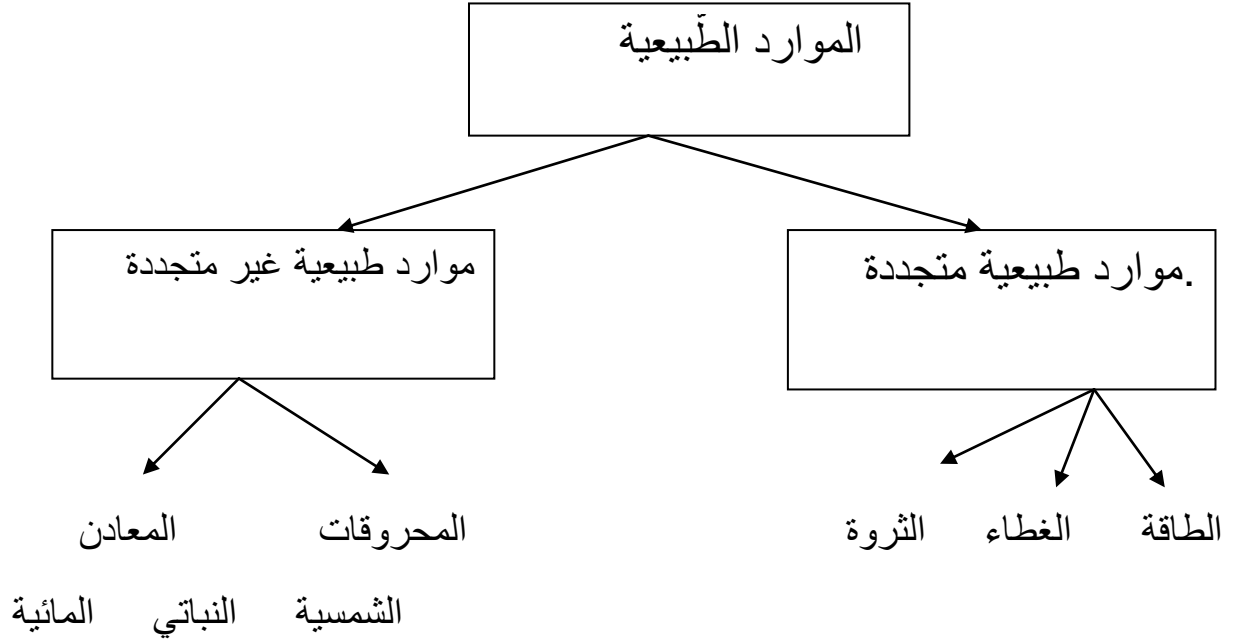 الموارد الطّبيعية
.موارد طبيعية متجددة
موارد طبيعية غير متجددة
الطاقة الغطاء الثروة
المحروقات المعادن
الشمسية النباتي المائية